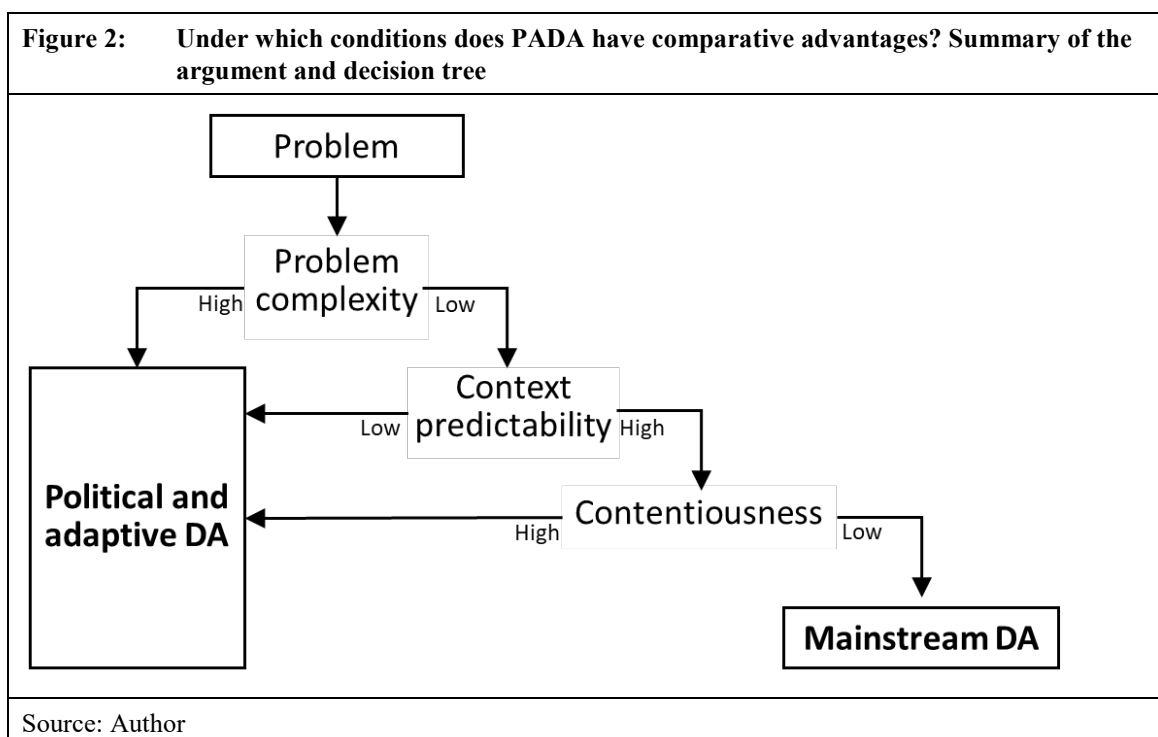 Figure 2: Under which conditions does PADA have comparative advantages? Summary of the
argument and decision tree
Problem
Problem
complexity
High
Low
Context
predictability
Low
High
Political and
adaptive DA
Contentiousness
High
Low
Mainstream DA
Source: Author